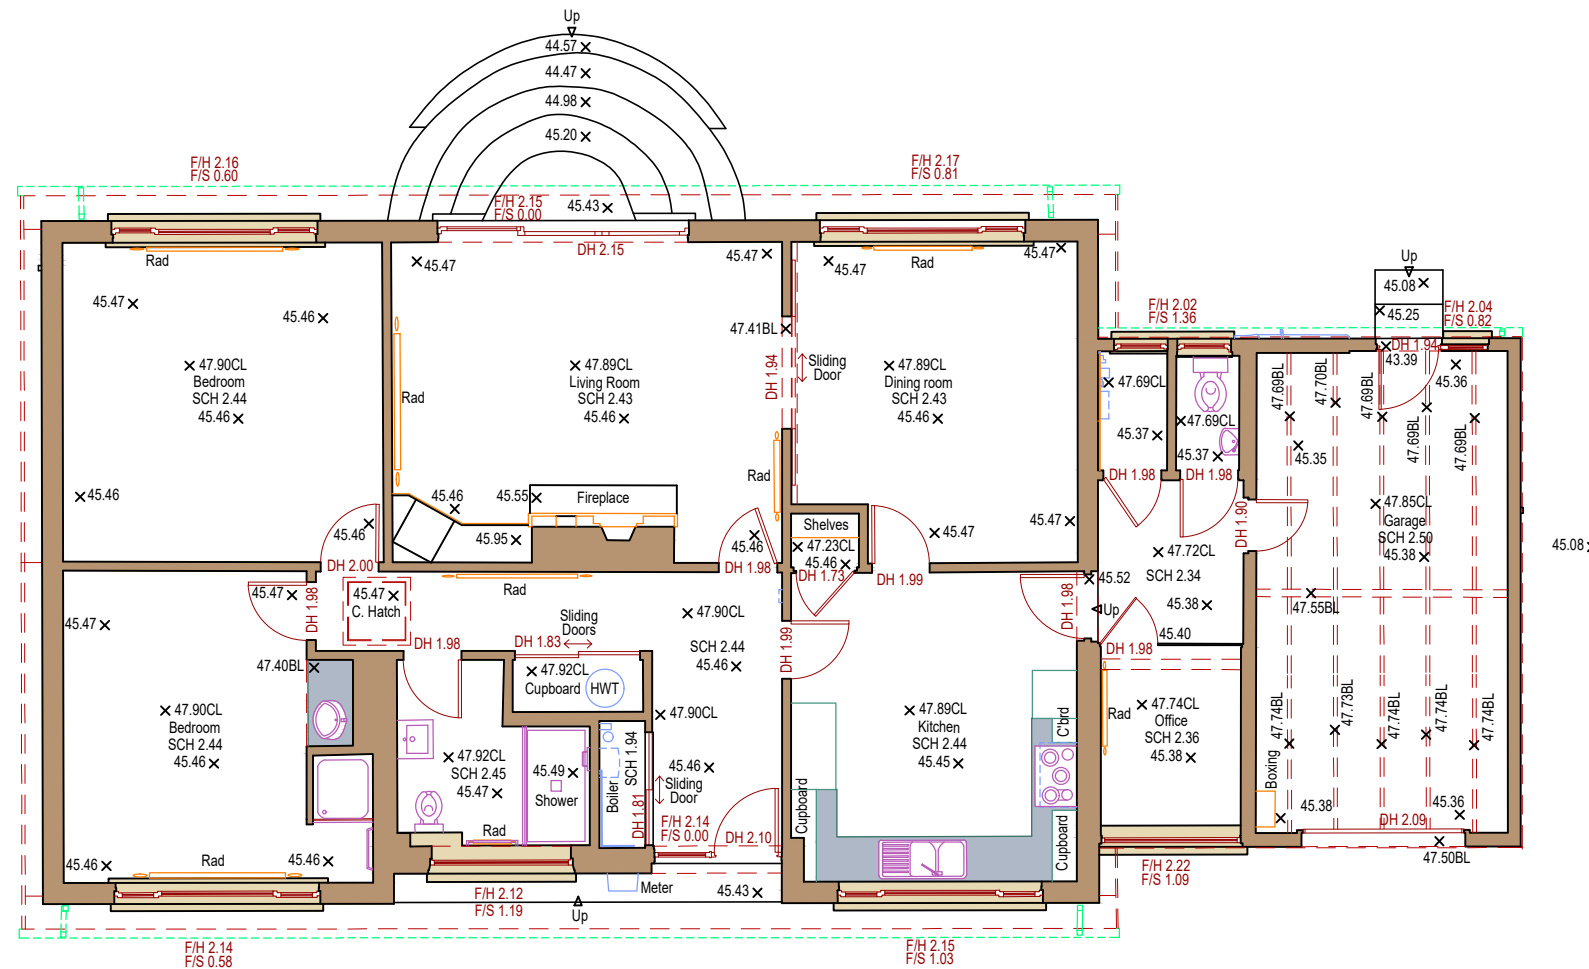 Up
44.57
44.47
44.98
45.20
45.43
F/H 2.16
F/S 0.60
F/H 2.15
F/S 0.00
F/H 2.17
F/S 0.81
DH 2.15
Rad
45.47
45.47
45.47
45.47
Rad
45.47
45.46
47.90CL
Bedroom
SCH 2.44
45.46
45.46
45.46
DH 2.00
Rad
47.89CL
Living Room
SCH 2.43
45.46
47.41BL
DH 1.94
Sliding
Door
Rad
45.46
45.55
Fireplace
45.95
45.46
DH 1.98
47.89CL
Dining room
SCH 2.43
45.46
45.47
45.47
Shelves
47.23CL
45.46
DH 1.73
DH 1.99
Up
45.08
45.25
F/H 2.02
F/S 1.36
F/H 2.04
F/S 0.82
DH 1.94
43.39
45.36
47.69CL
45.37
DH 1.98
47.69CL
45.37
DH 1.98
DH 1.90
47.69BL
47.70BL
47.69BL
47.69BL
47.69BL
45.35
47.85CL
Garage
SCH 2.50
45.38
45.08
47.55BL
47.72CL
SCH 2.34
45.38
45.40
DH 1.98
45.52
Up
DH 1.98
45.47
DH 1.98
45.47
C. Hatch
45.47
47.40BL
DH 1.98
Rad
Sliding
Doors
DH 1.83
47.92CL
Cupboard
HWT
47.90CL
SCH 2.44
45.46
DH 1.99
47.90CL
Bedroom
SCH 2.44
45.46
45.46
Rad
45.46
47.92CL
SCH 2.45
45.47
Rad
45.49
Shower
Boiler
SCH 1.94
DH 1.81
47.90CL
45.46
Sliding
Door
F/H 2.14
F/S 0.00
DH 2.10
47.89CL
Kitchen
SCH 2.44
45.45
Cupboard
C'brd
Cupboard
Rad
47.74CL
Office
SCH 2.36
45.38
47.74BL
47.73BL
47.74BL
47.74BL
47.74BL
Boxing
45.38
45.36
DH 2.09
47.50BL
F/H 2.22
F/S 1.09
F/H 2.12
F/S 1.19
Meter
45.43
Up
F/H 2.14
F/S 0.58
F/H 2.15
F/S 1.03